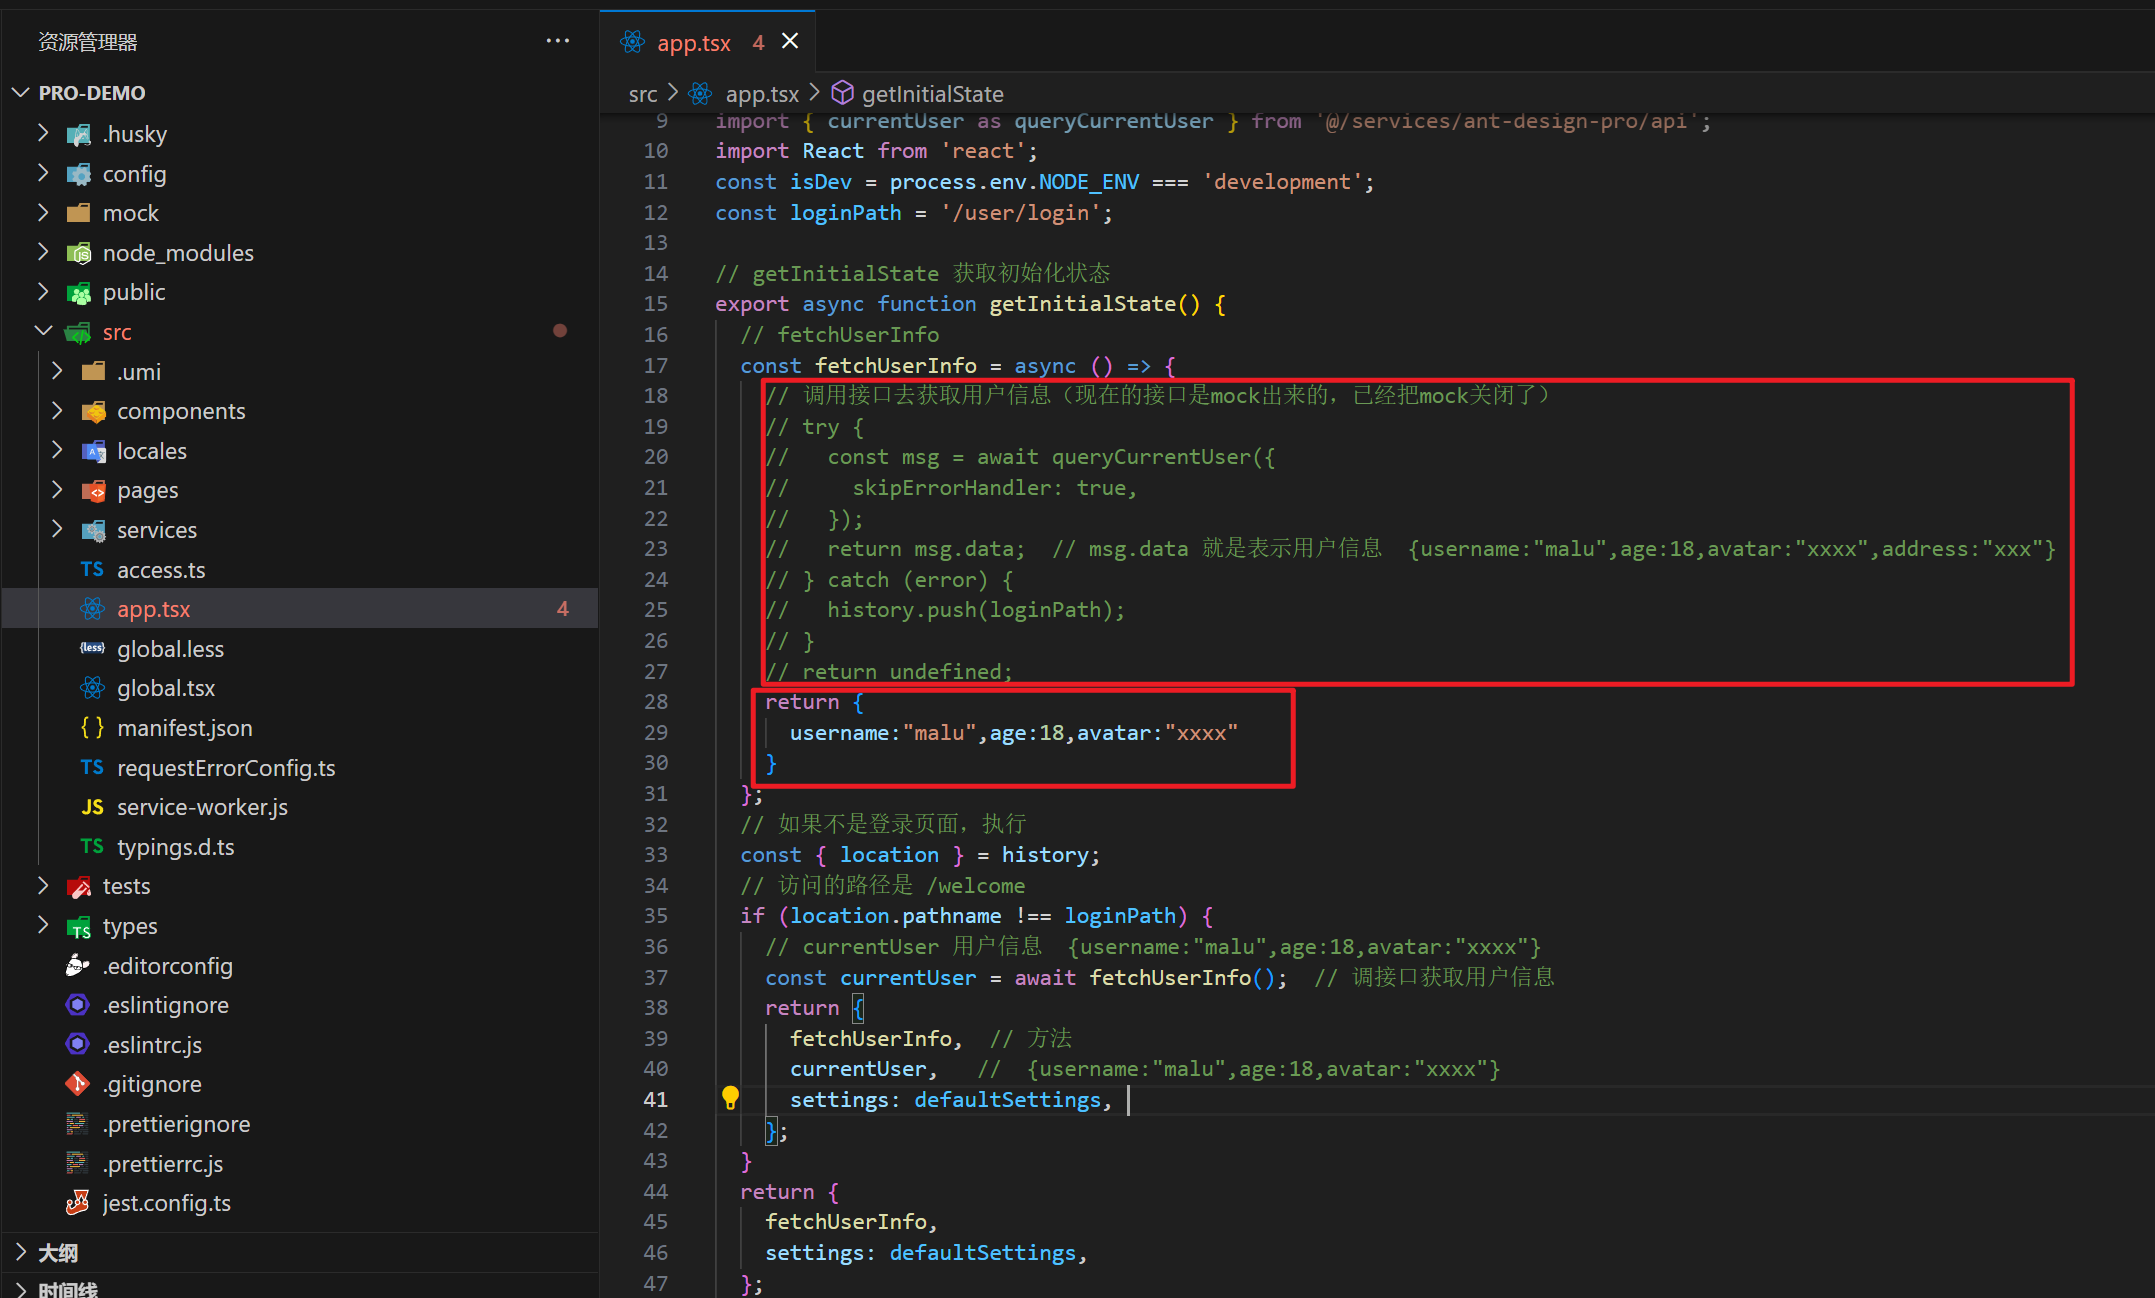 资源管理器
PRO-DEMO
.husky
config
mock
node_modules
public
src
.umi
components
locales
pages
services
TS access.ts
app.tsx 4
{less} global.less
global.tsx
{ } manifest.json
TS requestErrorConfig.ts
JS service-worker.js
TS typings.d.ts
tests
types
.editorconfig
.eslintignore
.eslintrc.js
.gitignore
.prettierignore
.prettierrc.js
jest.config.ts
大纲
时间线
app.tsx 4
src > app.tsx > getInitialState
9 import { currentUser as queryCurrentUser } from '@/services/ant-design-pro/api';
10 import React from 'react';
11 const isDev = process.env.NODE_ENV === 'development';
12 const loginPath = '/user/login';
13
14 // getInitialState 获取初始化状态
15 export async function getInitialState() {
16 // fetchUserInfo
17 const fetchUserInfo = async () => {
18 // 调用接口去获取用户信息（现在的接口是mock出来的，已经把mock关闭了）
19 // try {
20 //   const msg = await queryCurrentUser({
21 //     skipErrorHandler: true,
22 //   });
23 //   return msg.data;  // msg.data 就是表示用户信息  {username:"malu",age:18,avatar:"xxxx",address:"xxx"}
24 // } catch (error) {
25 //   history.push(loginPath);
26 // }
27 // return undefined;
28 return {
29 username:"malu",age:18,avatar:"xxxx"
30 }
31 };
32 // 如果不是登录页面，执行
33 const { location } = history;
34 // 访问的路径是 /welcome
35 if (location.pathname !== loginPath) {
36 // currentUser 用户信息  {username:"malu",age:18,avatar:"xxxx"}
37 const currentUser = await fetchUserInfo();  // 调接口获取用户信息
38 return {
39 fetchUserInfo,  // 方法
40 currentUser,   //  {username:"malu",age:18,avatar:"xxxx"}
41 settings: defaultSettings,
42 };
43 }
44 return {
45 fetchUserInfo,
46 settings: defaultSettings,
47 };